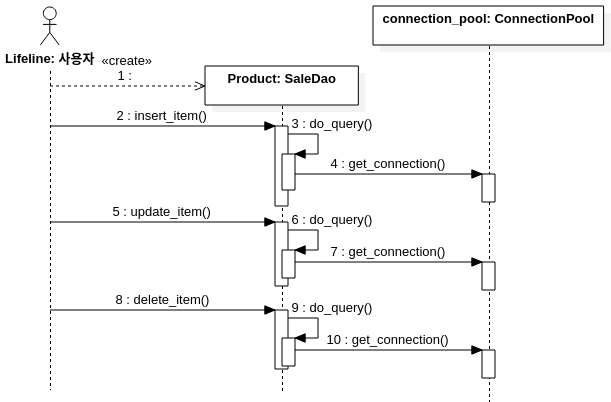 connection_pool: ConnectionPool
Lifeline: 사용자
«create»
1 :
Product: SaleDao
2 : insert_item()
3 : do_query()
4 : get_connection()
5 : update_item()
6 : do_query()
7 : get_connection()
8 : delete_item()
9 : do_query()
10 : get_connection()